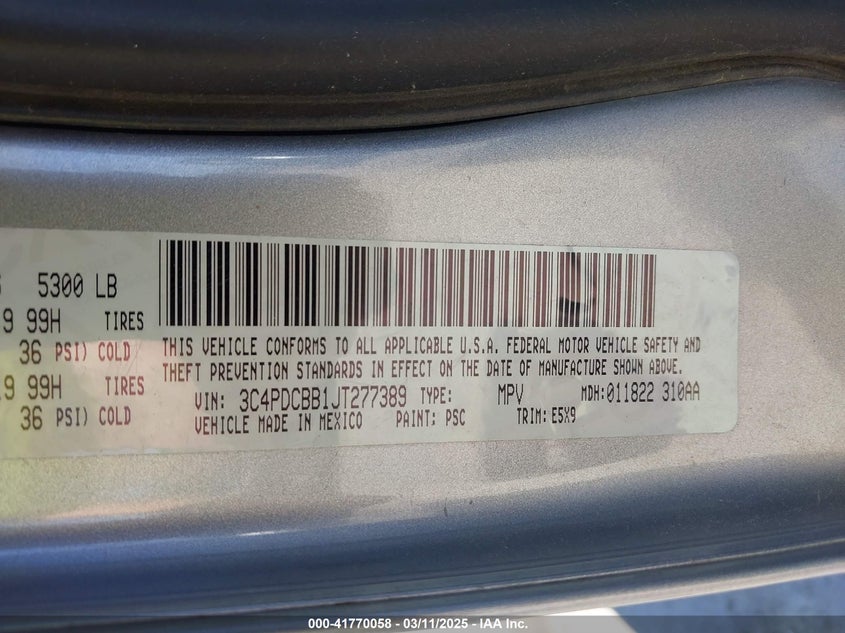 5300 LB
9 99H TIRES
36 PSI) COLD
9 99H TIRES
36 PSI) COLD
THIS VEHICLE CONFORMS TO ALL APPLICABLE U.S.A. FEDERAL MOTOR VEHICLE SAFETY AND
THEFT PREVENTION STANDARDS IN EFFECT ON THE DATE OF MANUFACTURE SHOWN ABOVE.
VIN: 3C4PDCBB1JT277389 TYPE: MPV MDH:011822 310AA
VEHICLE MADE IN MEXICO PAINT: PSC TRIM: E5X9
000-41770058 - 03/11/2025 - IAA Inc.